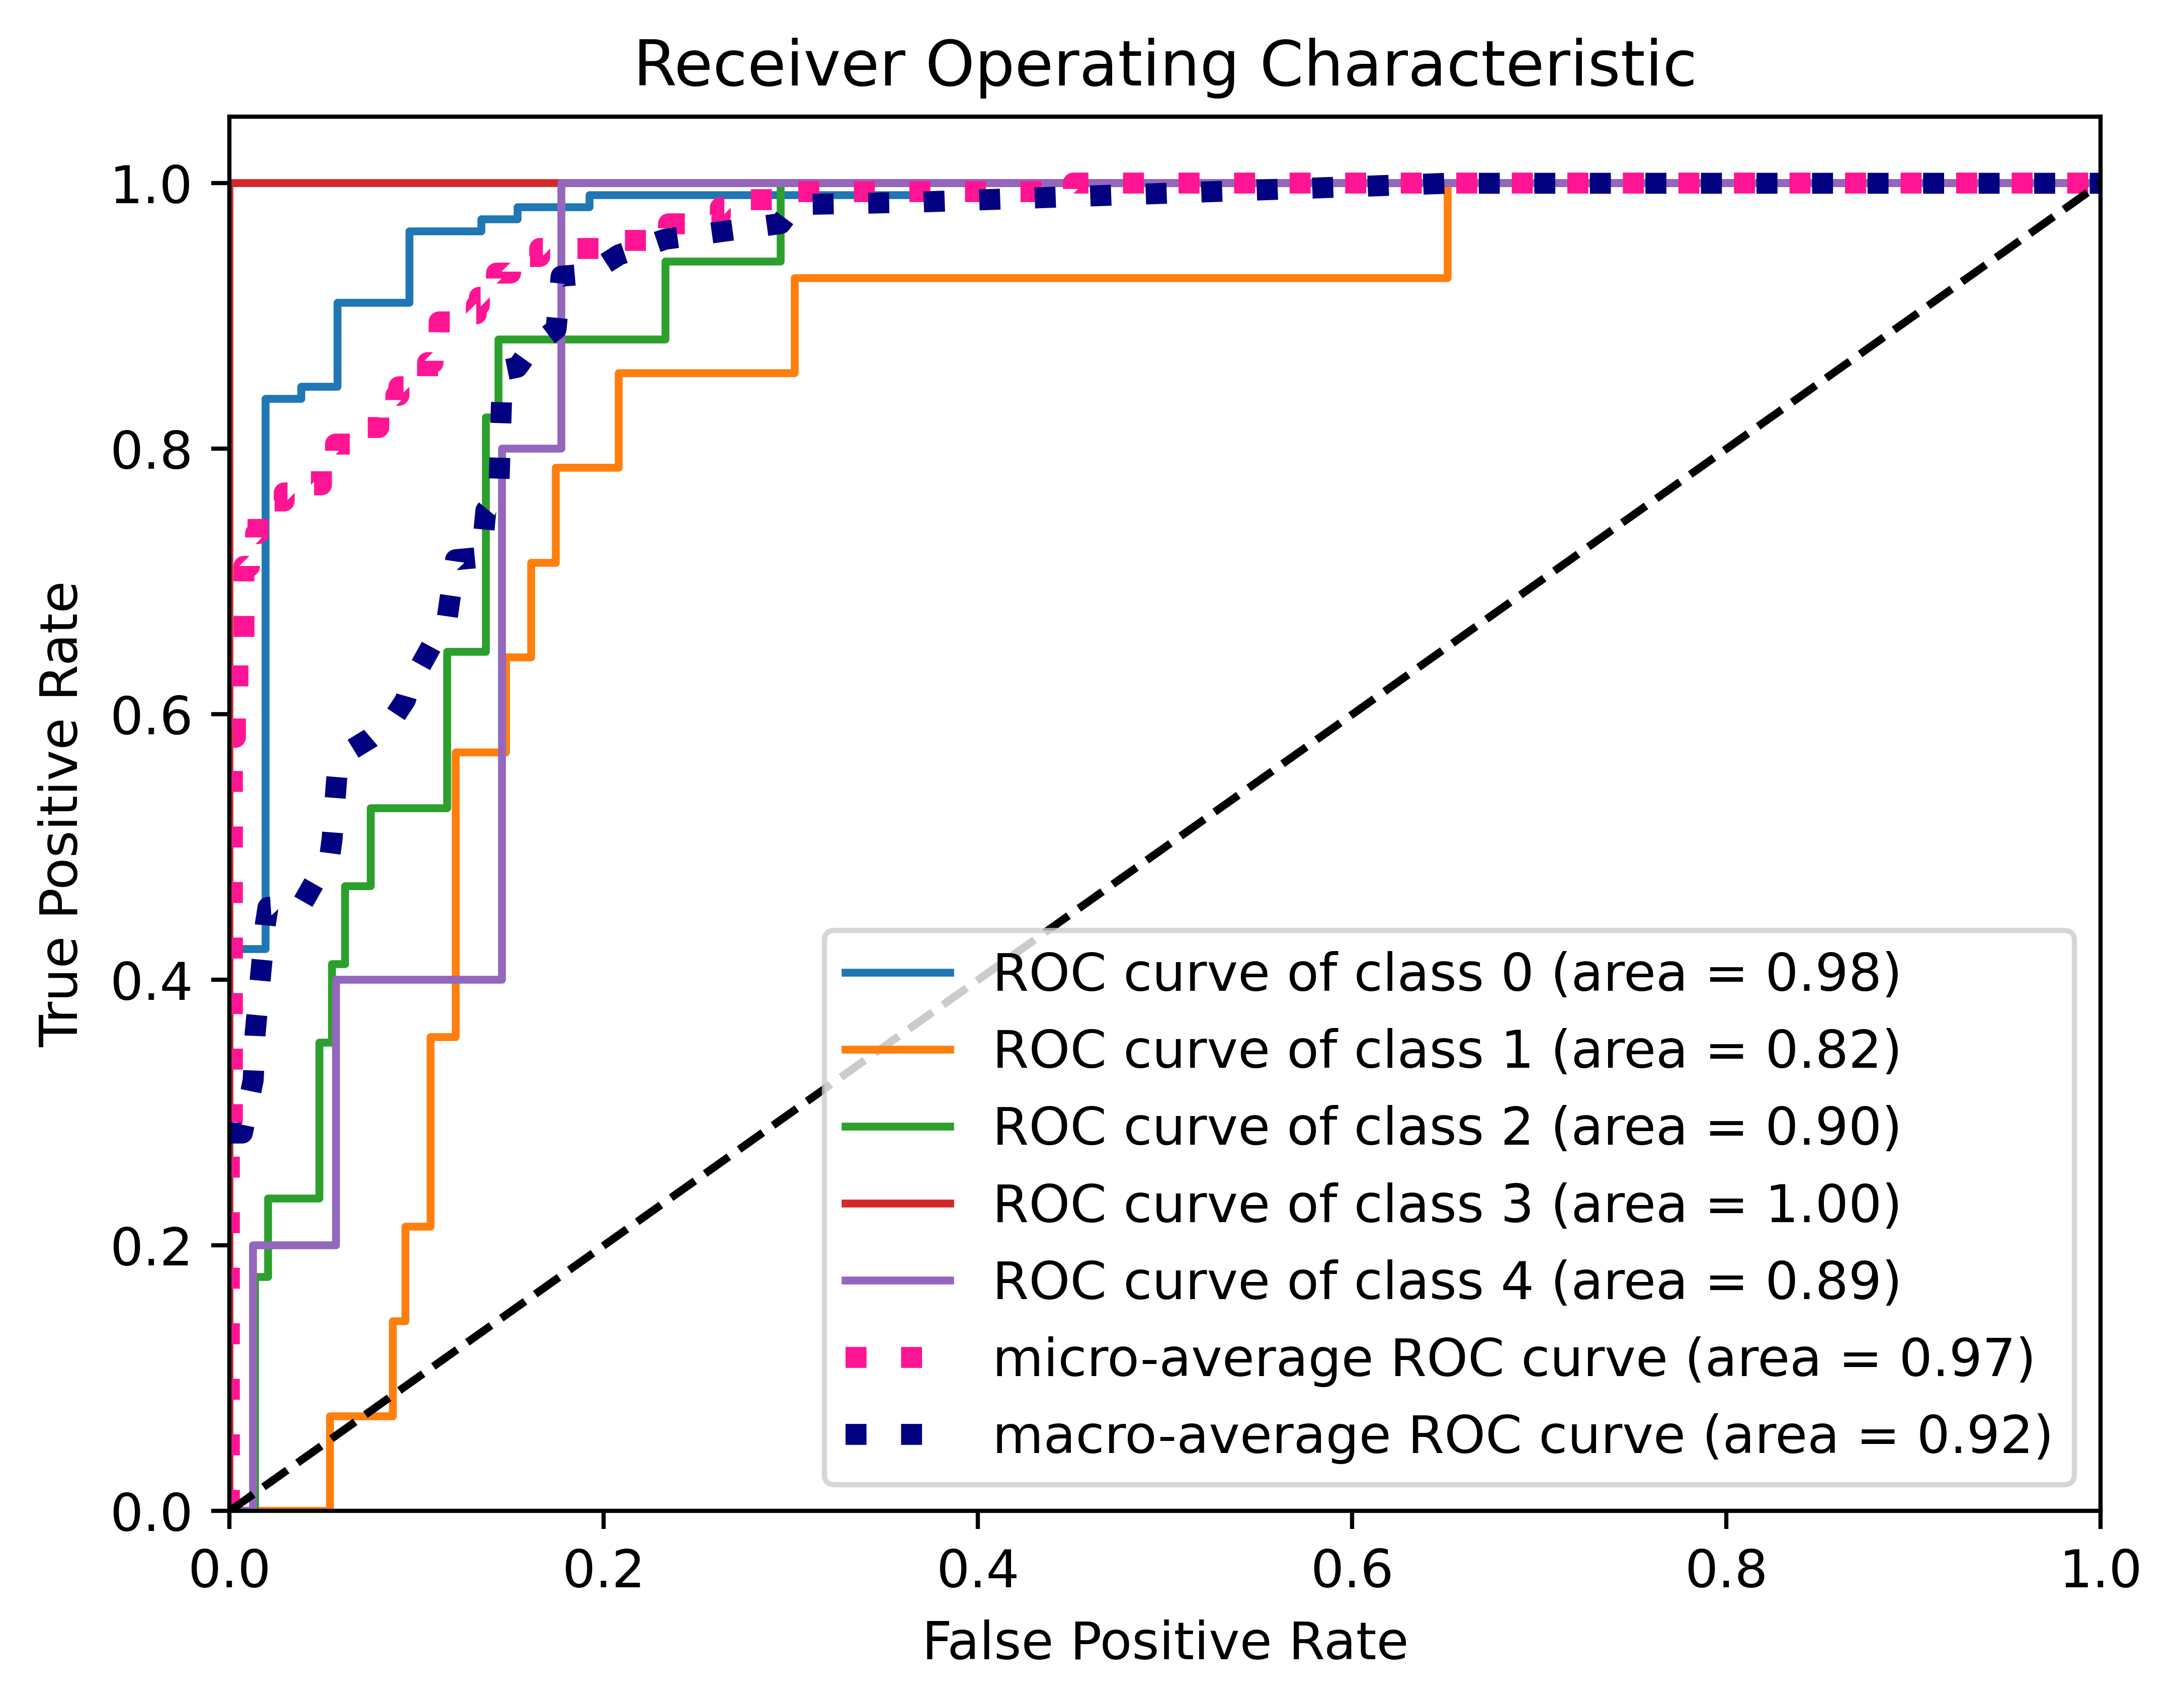 Receiver Operating Characteristic
True Positive Rate
1.0
0.8
0.6
0.4
0.2
0.0
ROC curve of class 0 (area = 0.98)
ROC curve of class 1 (area = 0.82)
ROC curve of class 2 (area = 0.90)
ROC curve of class 3 (area = 1.00)
ROC curve of class 4 (area = 0.89)
micro-average ROC curve (area = 0.97)
macro-average ROC curve (area = 0.92)
0.0 0.2 0.4 0.6 0.8 1.0
False Positive Rate